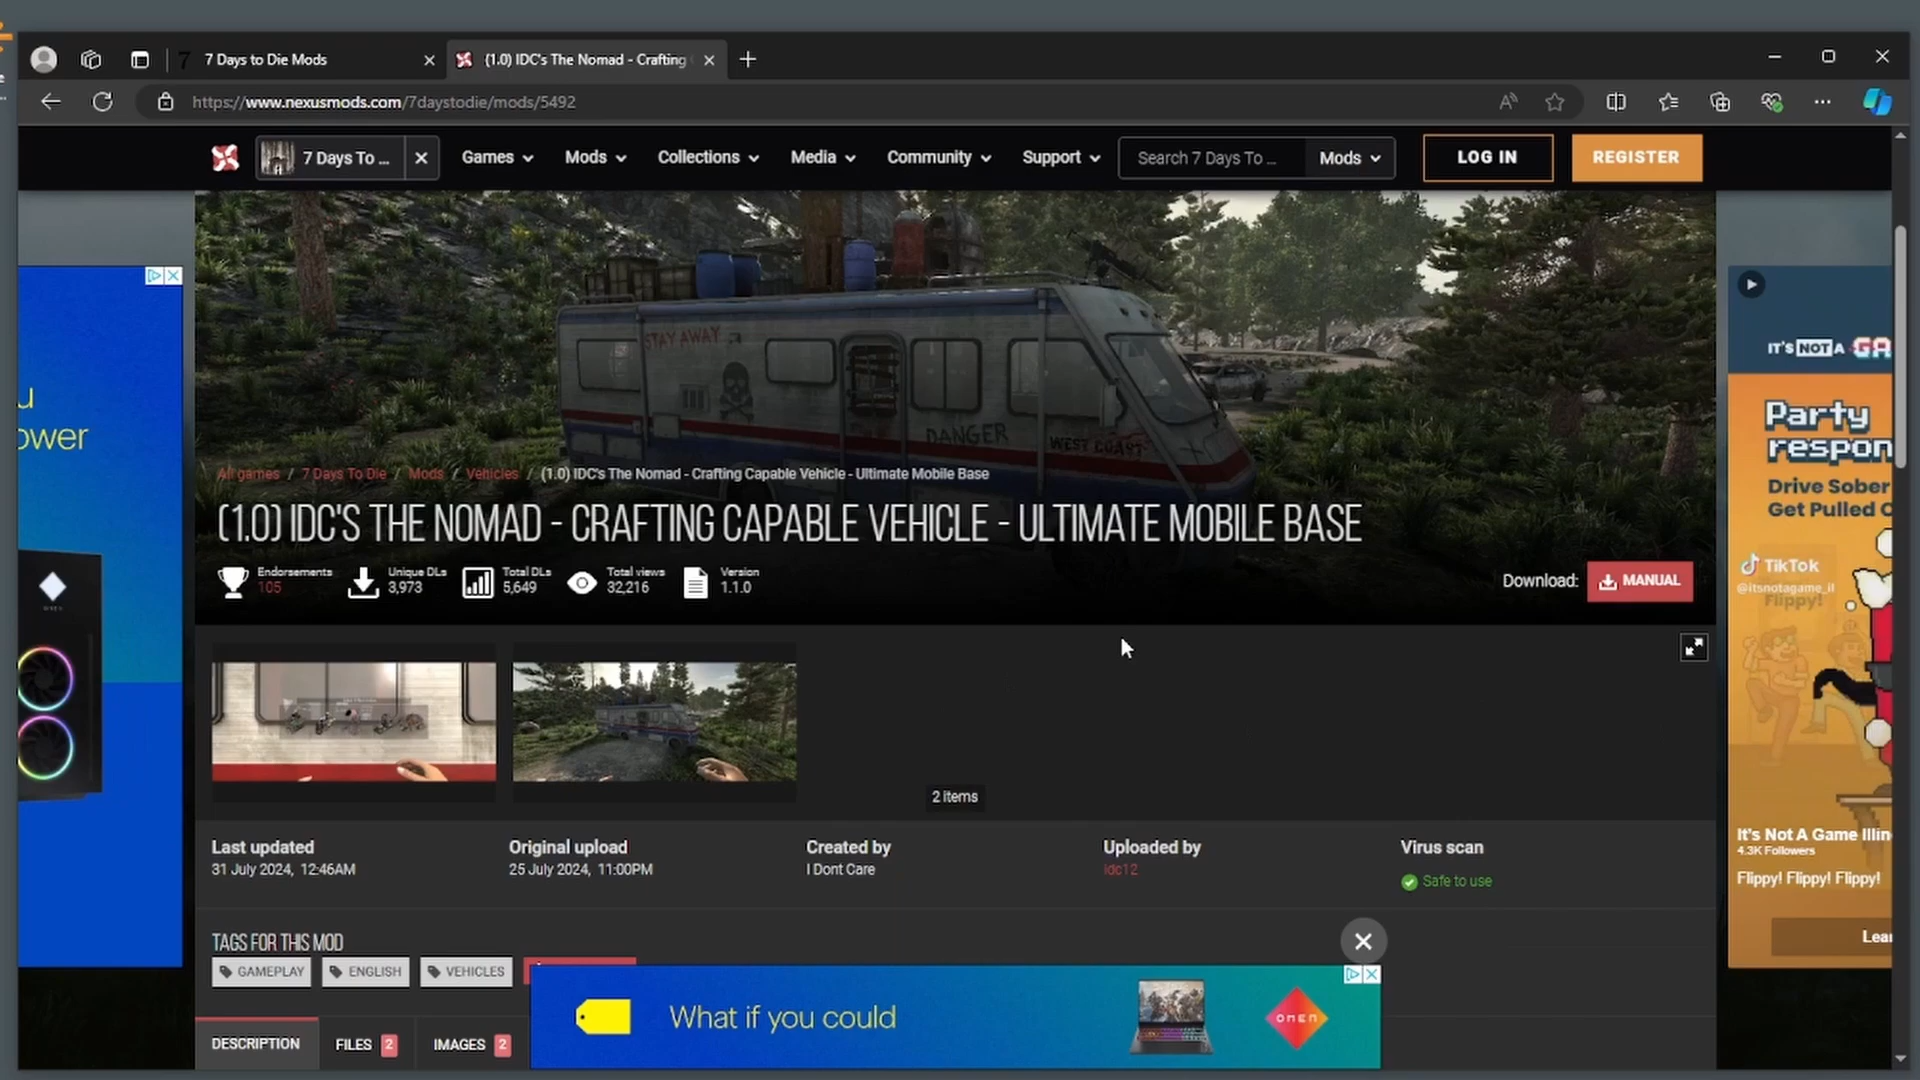 7 Days to Die Mods
(1.0) IDC's The Nomad - Crafting
https://www.nexusmods.com/7daystodie/mods/5492
7 Days To ...
Games
Mods
Collections
Media
Community
Support
Search 7 Days To ...
Mods
LOG IN
REGISTER
STAY AWAY
DANGER
WEST COAST
All games / 7 Days To Die / Mods / Vehicles / (1.0) IDC's The Nomad - Crafting Capable Vehicle - Ultimate Mobile Base
(1.0) IDC'S THE NOMAD - CRAFTING CAPABLE VEHICLE - ULTIMATE MOBILE BASE
Endorsements
105
Unique DLs
3,973
Total DLs
5,649
Total views
32,216
Version
1.1.0
Download:
MANUAL
2 items
Last updated
31 July 2024, 12:46AM
Original upload
25 July 2024, 11:00PM
Created by
I Dont Care
Uploaded by
idc12
Virus scan
Safe to use
TAGS FOR THIS MOD
GAMEPLAY
ENGLISH
VEHICLES
DESCRIPTION
FILES 2
IMAGES 2
What if you could
OMEN
u
ower
IT'S NOT A GA
Party
respon
Drive Sober
Get Pulled O
TikTok
@itsnotagame_il
Flippy!
It's Not A Game Illin
4.3K Followers
Flippy! Flippy! Flippy!
Lear